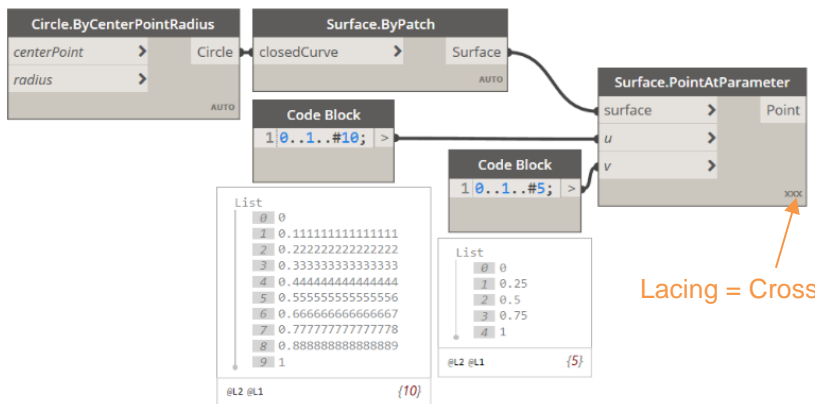 Circle.ByCenterPointRadius
centerPoint > Circle
radius >
AUTO
Surface.ByPatch
closedCurve > Surface
AUTO
Surface.PointAtParameter
surface > Point
u >
v >
xxx
Code Block
1 0..1..#10; >
Code Block
1 0..1..#5; >
List
0 0
1 0.111111111111111
2 0.222222222222222
3 0.333333333333333
4 0.444444444444444
5 0.555555555555556
6 0.666666666666667
7 0.777777777777778
8 0.888888888888889
9 1
@L2 @L1 {10}
List
0 0
1 0.25
2 0.5
3 0.75
4 1
@L2 @L1 {5}
Lacing = Cross